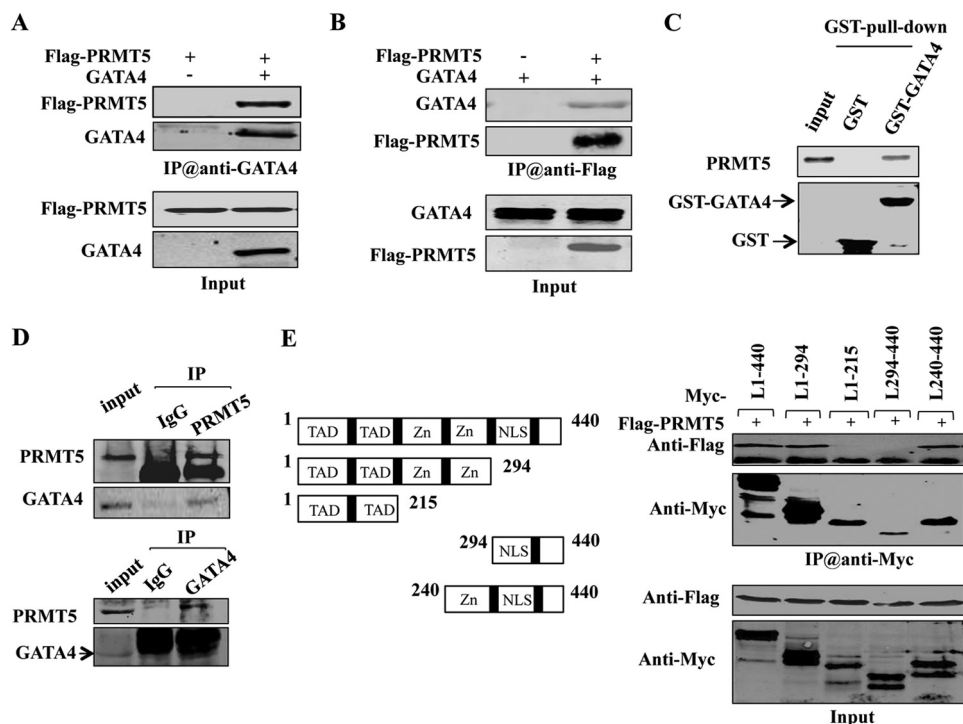 A
Flag-PRMT5 + +
GATA4 - +
Flag-PRMT5
GATA4
IP@anti-GATA4
Flag-PRMT5
GATA4
Input
B
Flag-PRMT5 - +
GATA4 + +
GATA4
Flag-PRMT5
IP@anti-Flag
GATA4
Flag-PRMT5
Input
C
GST-pull-down
input GST GST-GATA4
PRMT5
GST-GATA4
GST
D
IP
input IgG PRMT5
PRMT5
GATA4
IP
input IgG GATA4
PRMT5
GATA4
E
1 440
TAD TAD Zn Zn NLS
1 294
TAD TAD Zn Zn
1 215
TAD TAD
294 440
NLS
240 440
Zn NLS
Myc- L1-440 L1-294 L1-215 L294-440 L240-440
Flag-PRMT5 + + + + +
Anti-Flag
Anti-Myc
IP@anti-Myc
Anti-Flag
Anti-Myc
Input